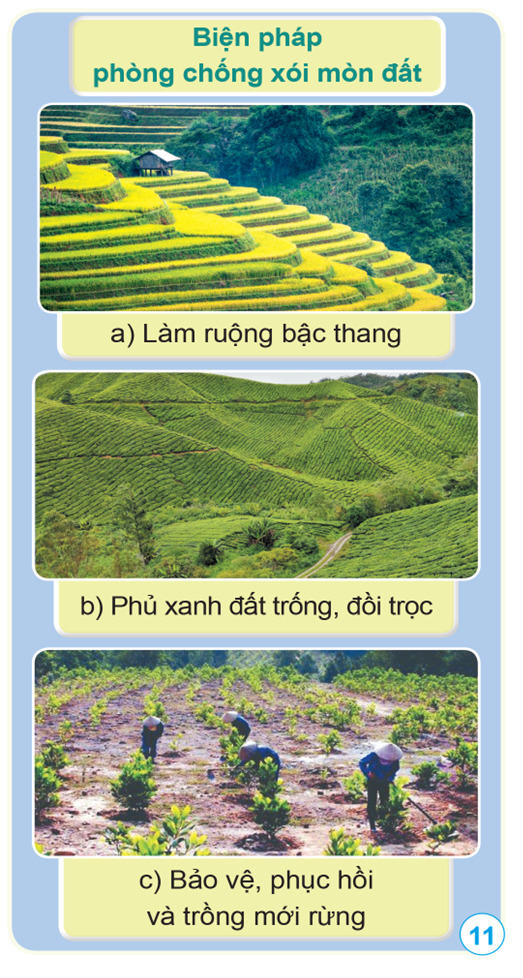 Biện pháp
phòng chống xói mòn đất
a) Làm ruộng bậc thang
b) Phủ xanh đất trống, đồi trọc
c) Bảo vệ, phục hồi
và trồng mới rừng
11